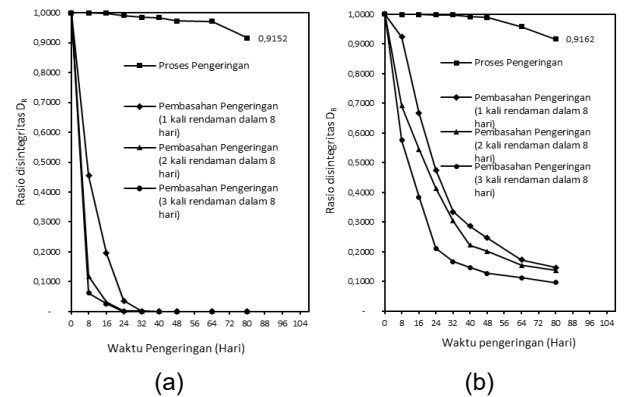 1,0000
0,9000
0,8000
0,7000
0,6000
0,5000
0,4000
0,3000
0,2000
0,1000
-
Rasio disintegritas DR
0,9152
Proses Pengeringan
Pembasahan Pengeringan
(1 kali rendaman dalam 8
hari)
Pembasahan Pengeringan
(2 kali rendaman dalam 8
hari)
Pembasahan Pengeringan
(3 kali rendaman dalam 8
hari)
0 8 16 24 32 40 48 56 64 72 80 88 96 104
Waktu Pengeringan (Hari)
(a)
1,0000
0,9000
0,8000
0,7000
0,6000
0,5000
0,4000
0,3000
0,2000
0,1000
-
Rasio disintegritas DR
0,9162
Proses Pengeringan
Pembasahan Pengeringan
(1 kali rendaman dalam 8
hari)
Pembasahan Pengeringan
(2 kali rendaman dalam 8
hari)
Pembasahan Pengeringan
(3 kali rendaman dalam 8
hari)
0 8 16 24 32 40 48 56 64 72 80 88 96 104
Waktu pengeringan (Hari)
(b)